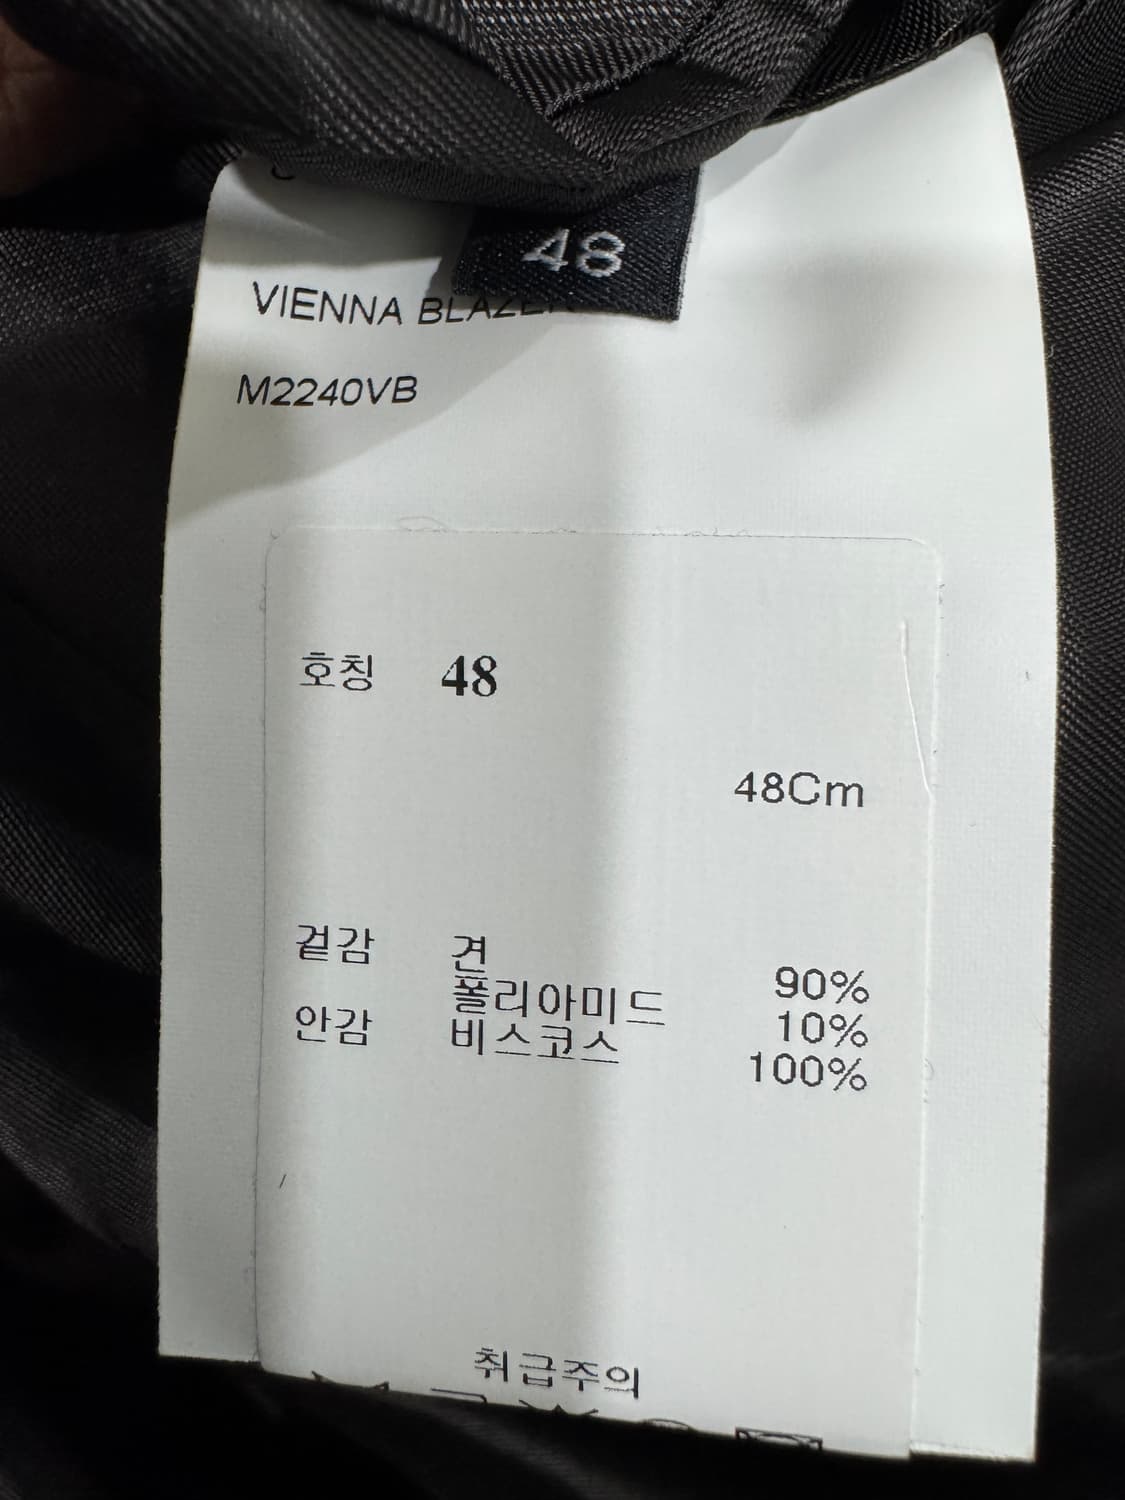 48
VIENNA BLAZER
M2240VB
호칭 48
48Cm
겉감 견 90%
폴리아미드 10%
안감 비스코스 100%
취급주의